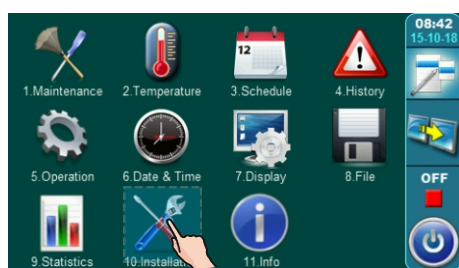 08:42
15-10-18
1.Maintenance
2.Temperature
12
3.Schedule
4.History
5.Operation
6.Date & Time
7.Display
8.File
OFF
9.Statistics
10.Installati
11.Info